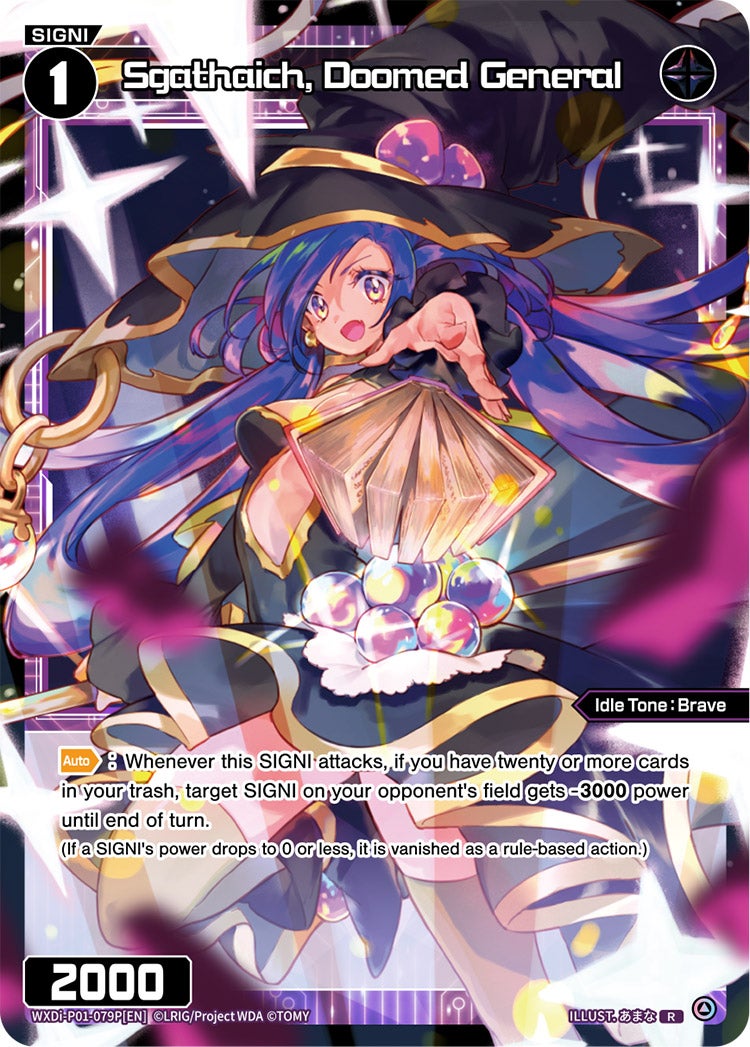 SIGNI
1
Sgathaich, Doomed General
Idle Tone:Brave
Auto : Whenever this SIGNI attacks, if you have twenty or more cards
in your trash, target SIGNI on your opponent's field gets -3000 power
until end of turn.
(If a SIGNI's power drops to 0 or less, it is vanished as a rule-based action.)
2000
WXDi-P01-079P[EN] ©LRIG/Project WDA ©TOMY
ILLUST. あまな R